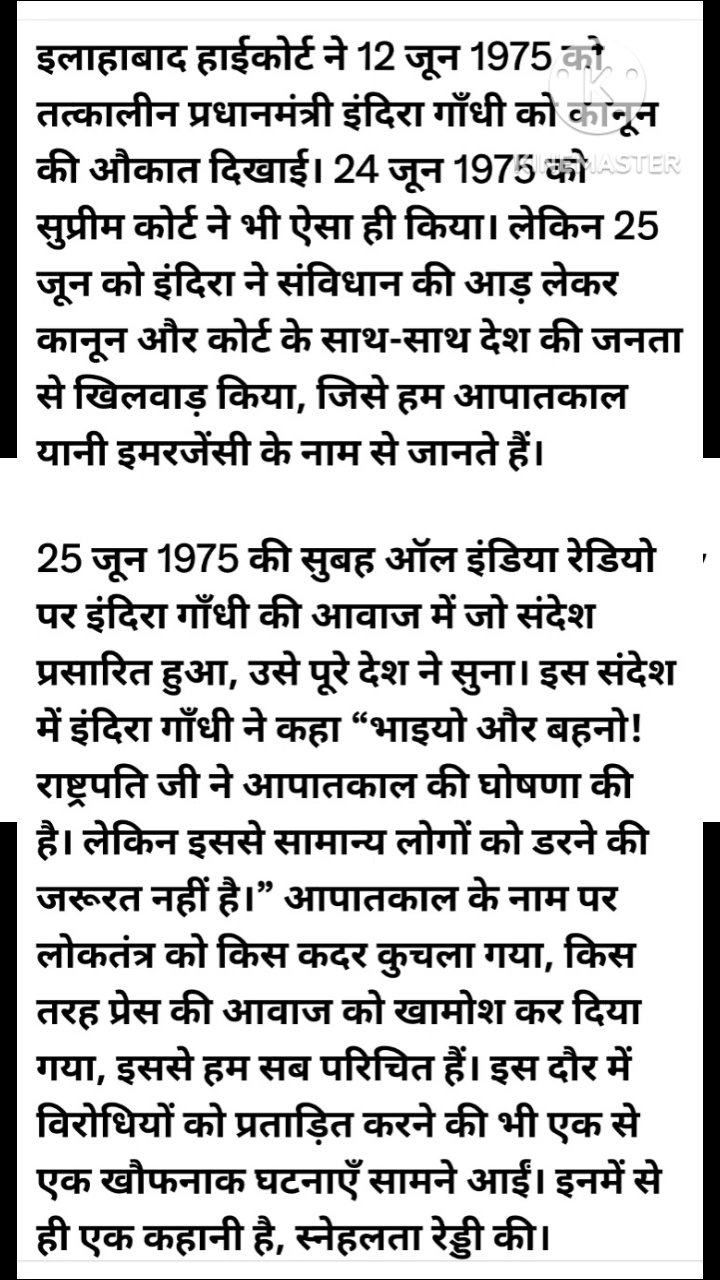 इलाहाबाद हाईकोर्ट ने 12 जून 1975 को
तत्कालीन प्रधानमंत्री इंदिरा गाँधी को कानून
की औकात दिखाई। 24 जून 1975 को
सुप्रीम कोर्ट ने भी ऐसा ही किया। लेकिन 25
जून को इंदिरा ने संविधान की आड़ लेकर
कानून और कोर्ट के साथ-साथ देश की जनता
से खिलवाड़ किया, जिसे हम आपातकाल
यानी इमरजेंसी के नाम से जानते हैं।
25 जून 1975 की सुबह ऑल इंडिया रेडियो
पर इंदिरा गाँधी की आवाज में जो संदेश
प्रसारित हुआ, उसे पूरे देश ने सुना। इस संदेश
में इंदिरा गाँधी ने कहा “भाइयो और बहनो!
राष्ट्रपति जी ने आपातकाल की घोषणा की
है। लेकिन इससे सामान्य लोगों को डरने की
जरूरत नहीं है।” आपातकाल के नाम पर
लोकतंत्र को किस कदर कुचला गया, किस
तरह प्रेस की आवाज को खामोश कर दिया
गया, इससे हम सब परिचित हैं। इस दौर में
विरोधियों को प्रताड़ित करने की भी एक से
एक खौफनाक घटनाएँ सामने आईं। इनमें से
ही एक कहानी है, स्नेहलता रेड्डी की।
K
KINEMASTER